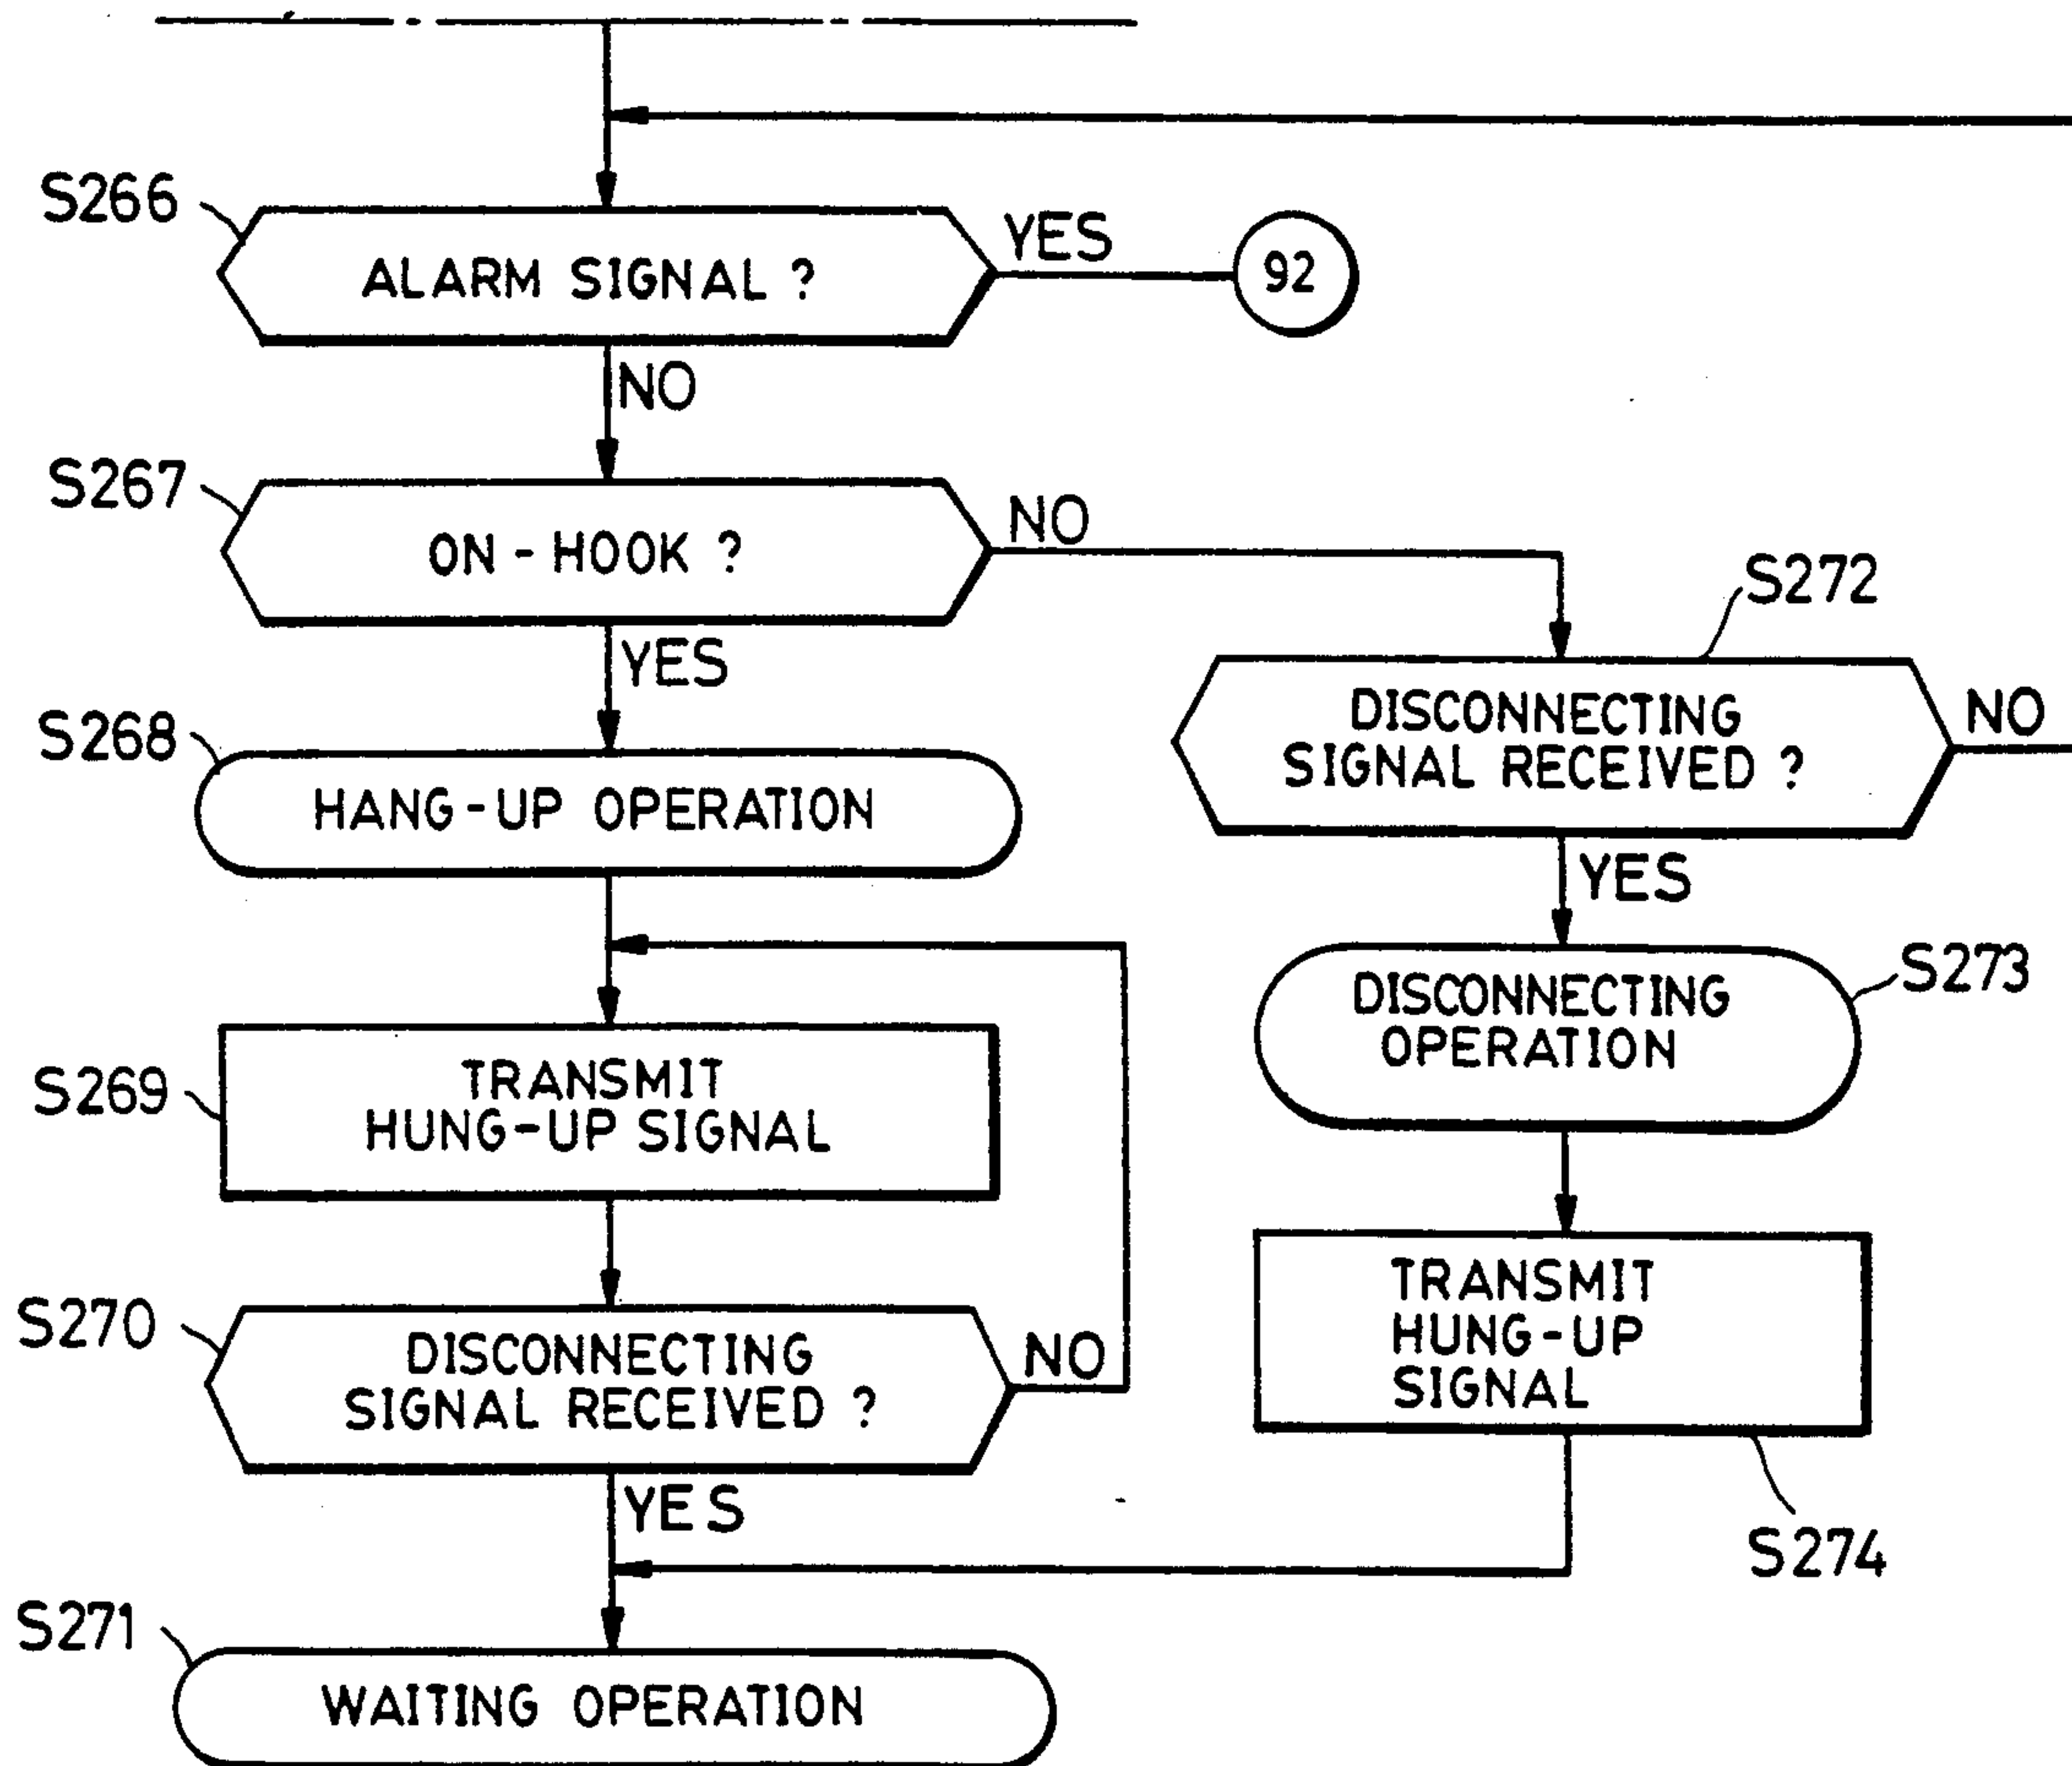 S266
ALARM SIGNAL ?
YES
92
NO
S267
ON-HOOK ?
NO
YES
S272
DISCONNECTING
SIGNAL RECEIVED ?
NO
YES
S268
HANG-UP OPERATION
S273
DISCONNECTING
OPERATION
S269
TRANSMIT
HUNG-UP SIGNAL
S270
DISCONNECTING
SIGNAL RECEIVED ?
NO
YES
TRANSMIT
HUNG-UP
SIGNAL
S274
S271
WAITING OPERATION